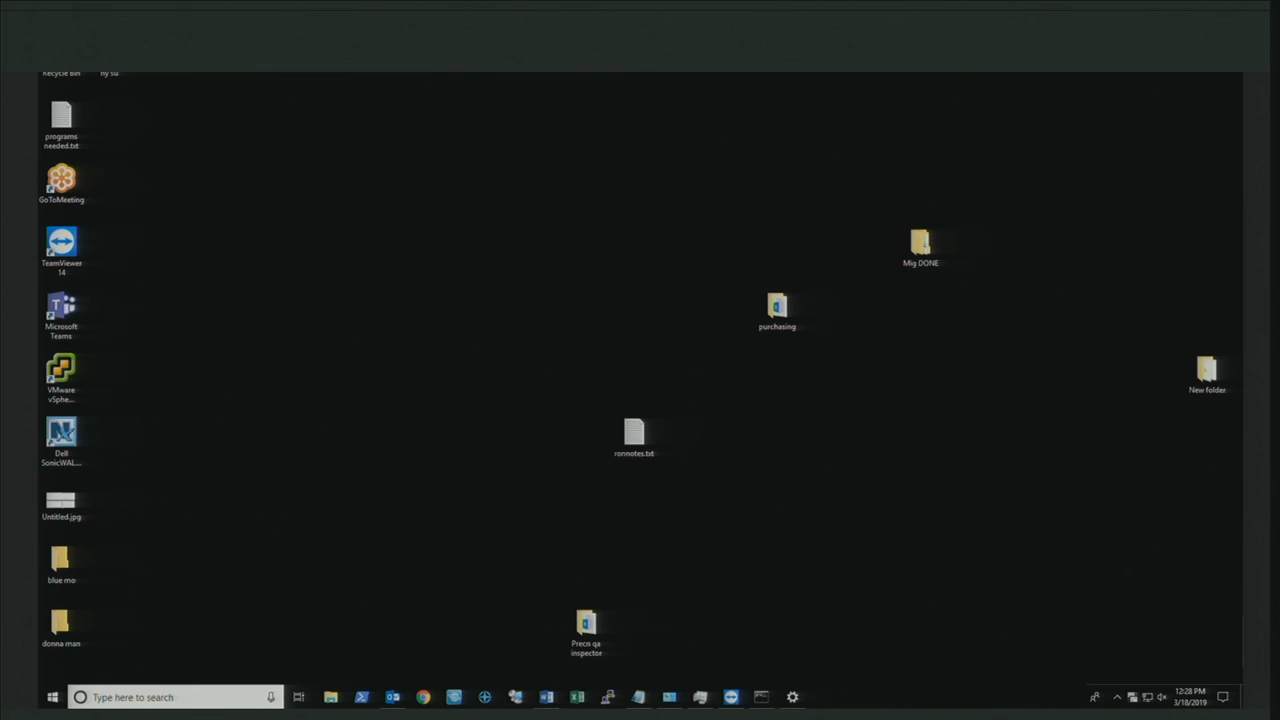 Recycle Bin
ny su
programs
needed.txt
GoToMeeting
TeamViewer
14
Microsoft
Teams
VMware
vSphe...
Dell
SonicWAL...
Untitled.jpg
blue mo
donna man
Mig DONE
purchasing
New folder
ronnotes.txt
Precn qa
inspector
Type here to search
12:28 PM
3/18/2019